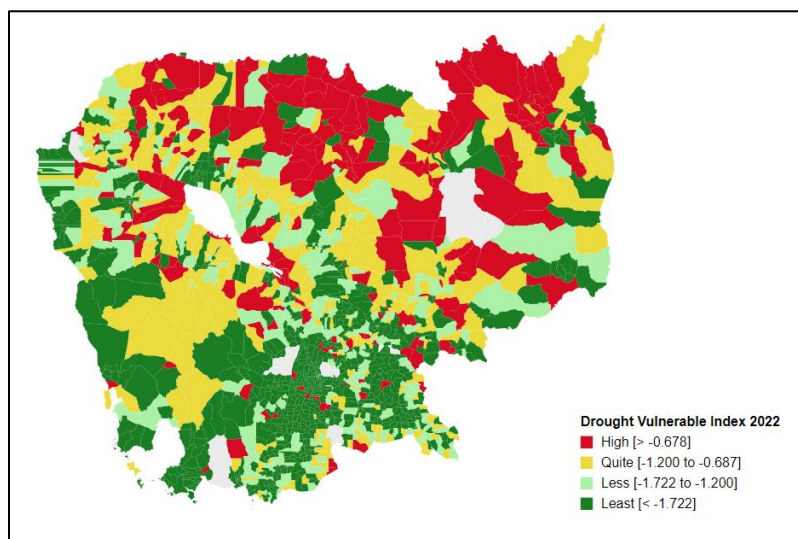 Drought Vulnerable Index 2022
High [> -0.678]
Quite [-1.200 to -0.687]
Less [-1.722 to -1.200]
Least [< -1.722]